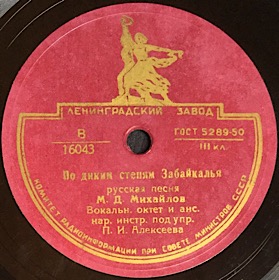 ЛЕНИНГРАДСКИЙ ЗАВОД
В
16043
ГОСТ 5289-50
III кл.
По диким степям Забайкалья
русская песня
М. Д. Михайлов
Вокальн. октет и анс.
нар. инстр. под упр.
П. И. Алексеева
КОМИТЕТ РАДИОИНФОРМАЦИИ ПРИ СОВЕТЕ МИНИСТРОВ СССР